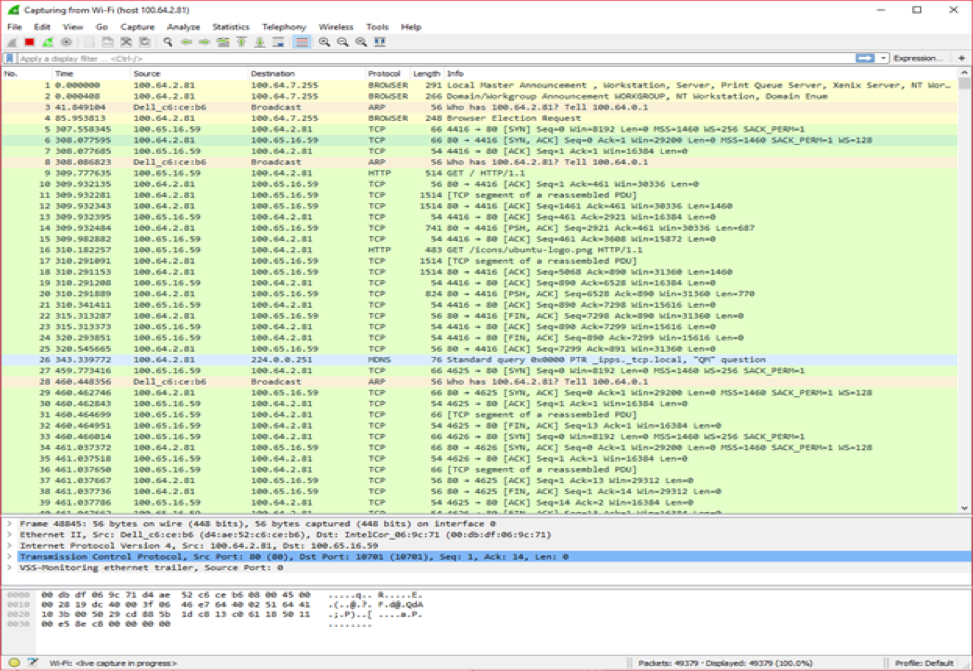 Capturing from Wi-Fi (host 100.64.2.81)
File Edit View Go Capture Analyze Statistics Telephony Wireless Tools Help
Apply a display filter ... <Ctrl-/> Expression... +
No. Time Source Destination Protocol Length Info
1 0.000000 100.64.2.81 100.64.7.255 BROWSER 291 Local Master Announcement , Workstation, Server, Print Queue Server, Xenix Server, NT Wor...
2 0.000408 100.64.2.81 100.64.7.255 BROWSER 266 Domain/Workgroup Announcement WORKGROUP, NT Workstation, Domain Enum
3 41.849104 Dell_c6:ce:b6 Broadcast ARP 56 Who has 100.64.2.81? Tell 100.64.0.1
4 85.953813 100.64.2.81 100.64.7.255 BROWSER 248 Browser Election Request
5 307.558345 100.65.16.59 100.64.2.81 TCP 66 4416 → 80 [SYN] Seq=0 Win=8192 Len=0 MSS=1460 WS=256 SACK_PERM=1
6 308.077595 100.64.2.81 100.65.16.59 TCP 66 80 → 4416 [SYN, ACK] Seq=0 Ack=1 Win=29200 Len=0 MSS=1460 SACK_PERM=1 WS=128
7 308.077685 100.65.16.59 100.64.2.81 TCP 54 4416 → 80 [ACK] Seq=1 Ack=1 Win=16384 Len=0
8 308.086823 Dell_c6:ce:b6 Broadcast ARP 56 Who has 100.64.2.81? Tell 100.64.0.1
9 309.777635 100.65.16.59 100.64.2.81 HTTP 514 GET / HTTP/1.1
10 309.932135 100.64.2.81 100.65.16.59 TCP 56 80 → 4416 [ACK] Seq=1 Ack=461 Win=30336 Len=0
11 309.932281 100.64.2.81 100.65.16.59 TCP 1514 [TCP segment of a reassembled PDU]
12 309.932343 100.64.2.81 100.65.16.59 TCP 1514 80 → 4416 [ACK] Seq=1461 Ack=461 Win=30336 Len=1460
13 309.932395 100.65.16.59 100.64.2.81 TCP 54 4416 → 80 [ACK] Seq=461 Ack=2921 Win=16384 Len=0
14 309.932484 100.64.2.81 100.65.16.59 TCP 741 80 → 4416 [PSH, ACK] Seq=2921 Ack=461 Win=30336 Len=687
15 309.982882 100.65.16.59 100.64.2.81 TCP 54 4416 → 80 [ACK] Seq=461 Ack=3608 Win=15872 Len=0
16 310.182257 100.65.16.59 100.64.2.81 HTTP 483 GET /icons/ubuntu-logo.png HTTP/1.1
17 310.291091 100.64.2.81 100.65.16.59 TCP 1514 [TCP segment of a reassembled PDU]
18 310.291153 100.64.2.81 100.65.16.59 TCP 1514 80 → 4416 [ACK] Seq=5068 Ack=890 Win=31360 Len=1460
19 310.291208 100.65.16.59 100.64.2.81 TCP 54 4416 → 80 [ACK] Seq=890 Ack=6528 Win=16384 Len=0
20 310.291889 100.64.2.81 100.65.16.59 TCP 824 80 → 4416 [PSH, ACK] Seq=6528 Ack=890 Win=31360 Len=770
21 310.341411 100.65.16.59 100.64.2.81 TCP 54 4416 → 80 [ACK] Seq=890 Ack=7298 Win=15616 Len=0
22 315.313287 100.64.2.81 100.65.16.59 TCP 56 80 → 4416 [FIN, ACK] Seq=7298 Ack=890 Win=31360 Len=0
23 315.313373 100.65.16.59 100.64.2.81 TCP 54 4416 → 80 [ACK] Seq=890 Ack=7299 Win=15616 Len=0
24 320.293851 100.65.16.59 100.64.2.81 TCP 54 4416 → 80 [FIN, ACK] Seq=890 Ack=7299 Win=15616 Len=0
25 320.545665 100.64.2.81 100.65.16.59 TCP 56 80 → 4416 [ACK] Seq=7299 Ack=891 Win=31360 Len=0
26 343.339772 100.64.2.81 224.0.0.251 MDNS 76 Standard query 0x0000 PTR _ipps._tcp.local, "QM" question
27 459.773416 100.65.16.59 100.64.2.81 TCP 66 4625 → 80 [SYN] Seq=0 Win=8192 Len=0 MSS=1460 WS=256 SACK_PERM=1
28 460.448356 Dell_c6:ce:b6 Broadcast ARP 56 Who has 100.64.2.81? Tell 100.64.0.1
29 460.462746 100.64.2.81 100.65.16.59 TCP 66 80 → 4625 [SYN, ACK] Seq=0 Ack=1 Win=29200 Len=0 MSS=1460 SACK_PERM=1 WS=128
30 460.462843 100.65.16.59 100.64.2.81 TCP 54 4625 → 80 [ACK] Seq=1 Ack=1 Win=16384 Len=0
31 460.464699 100.65.16.59 100.64.2.81 TCP 66 [TCP segment of a reassembled PDU]
32 460.464951 100.65.16.59 100.64.2.81 TCP 54 4625 → 80 [FIN, ACK] Seq=13 Ack=1 Win=16384 Len=0
33 460.466014 100.65.16.59 100.64.2.81 TCP 66 4626 → 80 [SYN] Seq=0 Win=8192 Len=0 MSS=1460 WS=256 SACK_PERM=1
34 461.037372 100.64.2.81 100.65.16.59 TCP 66 80 → 4626 [SYN, ACK] Seq=0 Ack=1 Win=29200 Len=0 MSS=1460 SACK_PERM=1 WS=128
35 461.037518 100.65.16.59 100.64.2.81 TCP 54 4626 → 80 [ACK] Seq=1 Ack=1 Win=16384 Len=0
36 461.037650 100.65.16.59 100.64.2.81 TCP 66 [TCP segment of a reassembled PDU]
37 461.037667 100.64.2.81 100.65.16.59 TCP 56 80 → 4625 [ACK] Seq=1 Ack=13 Win=29312 Len=0
38 461.037736 100.64.2.81 100.65.16.59 TCP 56 80 → 4625 [FIN, ACK] Seq=1 Ack=14 Win=29312 Len=0
39 461.037786 100.65.16.59 100.64.2.81 TCP 54 4625 → 80 [ACK] Seq=14 Ack=2 Win=16384 Len=0
Frame 48845: 56 bytes on wire (448 bits), 56 bytes captured (448 bits) on interface 0
Ethernet II, Src: Dell_c6:ce:b6 (d4:ae:52:c6:ce:b6), Dst: IntelCor_06:9c:71 (00:db:df:06:9c:71)
Internet Protocol Version 4, Src: 100.64.2.81, Dst: 100.65.16.59
Transmission Control Protocol, Src Port: 80 (80), Dst Port: 10701 (10701), Seq: 1, Ack: 14, Len: 0
VSS-Monitoring ethernet trailer, Source Port: 0
0000 00 db df 06 9c 71 d4 ae 52 c6 ce b6 08 00 45 00 .....q.. R.....E.
0010 00 28 19 dc 40 00 3f 06 46 e7 64 40 02 51 64 41 .(..@.?. F.d@.QdA
0020 10 3b 00 50 29 cd 88 5b 1d c8 13 c0 61 18 50 11 .;.P)..[ ....a.P.
0030 00 e5 8e c8 00 00 00 00 ........
Wi-Fi: <live capture in progress> Packets: 49379 · Displayed: 49379 (100.0%) Profile: Default